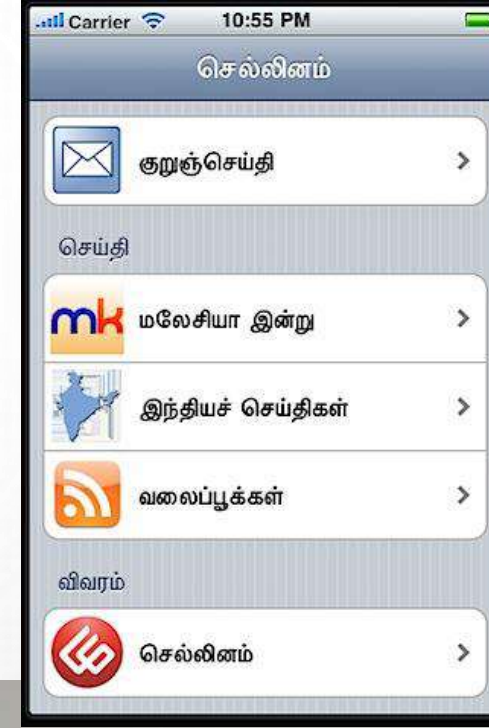 Carrier 10:55 PM
செல்லினம்
குறுஞ்செய்தி
செய்தி
mk மலேசியா இன்று
இந்தியச் செய்திகள்
வலைப்பூக்கள்
விவரம்
செல்லினம்